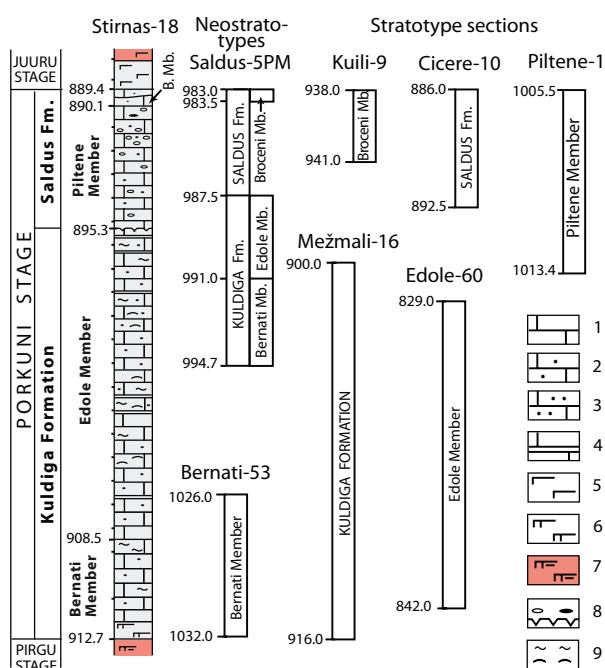 Stirnas-18
Neostrato-
types
Saldus-5PM
Stratotype sections
Kuili-9
Cicere-10
Piltene-1
JUURU
STAGE
PORKUNI STAGE
PIRGU
STAGE
Saldus Fm.
Kuldiga Formation
B. Mb.
Piltene
Member
Edole Member
Bernati
Member
889.4
890.1
895.3
908.5
912.7
983.0
983.5
987.5
991.0
994.7
SALDUS Fm.
Broceni Mb.
KULDIGA Fm.
Edole Mb.
Bernati Mb.
938.0
Broceni Mb.
941.0
886.0
SALDUS Fm.
892.5
1005.5
Piltene Member
1013.4
Mežmali-16
900.0
KULDIGA FORMATION
916.0
Edole-60
829.0
Edole Member
842.0
Bernati-53
1026.0
Bernati Member
1032.0
1
2
3
4
5
6
7
8
9